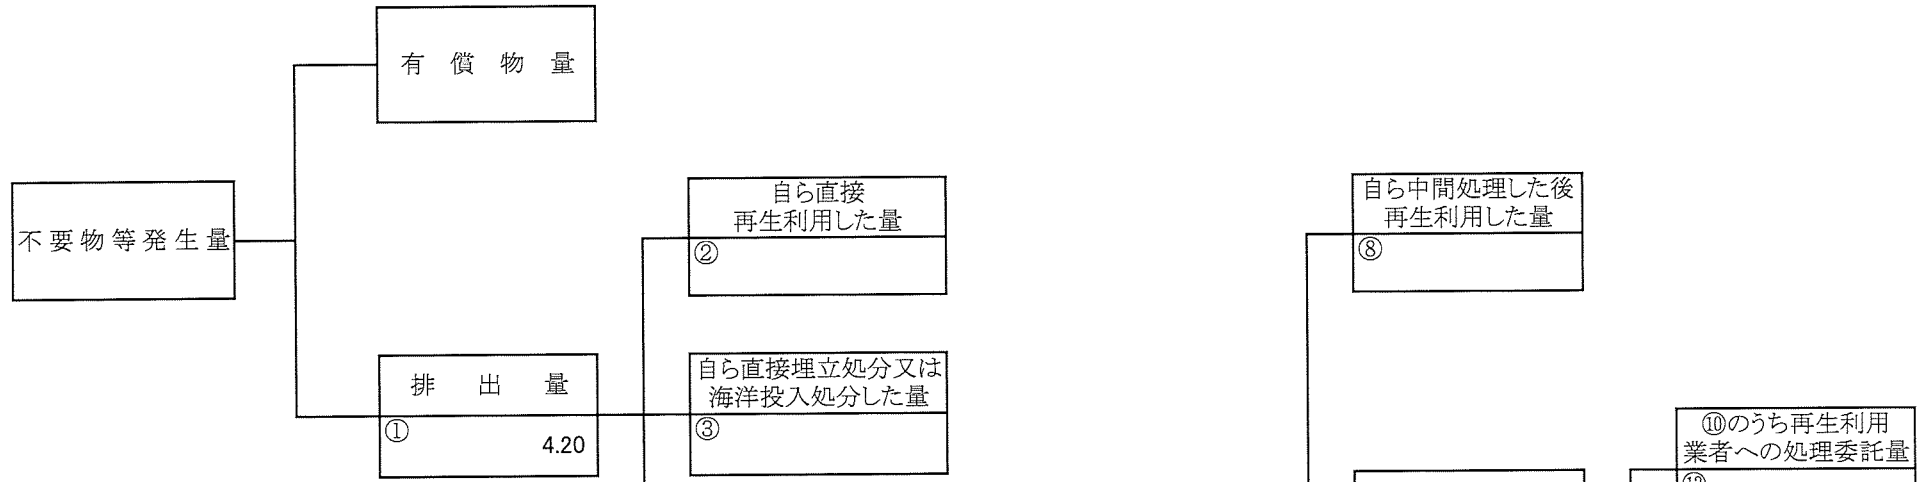 有償物量
不要物等発生量
自ら直接
再生利用した量
②
自ら中間処理した後
再生利用した量
⑧
排出量
①
4.20
自ら直接埋立処分又は
海洋投入処分した量
③
⑩のうち再生利用
業者への処理委託量